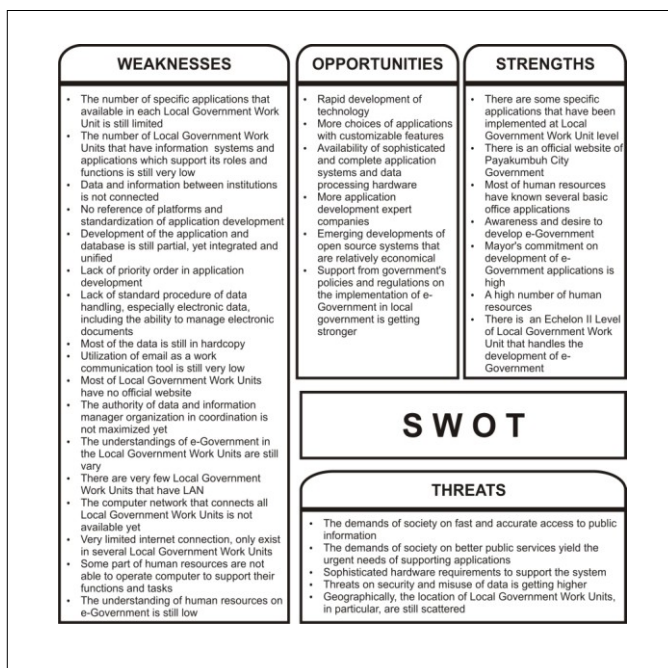 WEAKNESSES
• The number of specific applications that
available in each Local Government Work
Unit is still limited
• The number of Local Government Work
Units that have information systems and
applications which support its roles and
functions is still very low
• Data and information between institutions
is not connected
• No reference of platforms and
standardization of application development
• Development of the application and
database is still partial, yet integrated and
unified
• Lack of priority order in application
development
• Lack of standard procedure of data
handling, especially electronic data,
including the ability to manage electronic
documents
• Most of the data is still in hardcopy
• Utilization of email as a work
communication tool is still very low
• Most of Local Government Work Units
have no official website
• The authority of data and information
manager organization in coordination is
not maximized yet
• The understandings of e-Government in
the Local Government Work Units are still
vary
• There are very few Local Government
Work Units that have LAN
• The computer network that connects all
Local Government Work Units is not
available yet
• Very limited internet connection, only exist
in several Local Government Work Units
• Some part of human resources are not
able to operate computer to support their
functions and tasks
• The understanding of human resources on
e-Government is still low
OPPORTUNITIES
• Rapid development of
technology
• More choices of applications
with customizable features
• Availability of sophisticated
and complete application
systems and data
processing hardware
• More application
development expert
companies
• Emerging developments of
open source systems that
are relatively economical
• Support from government's
policies and regulations on
the implementation of e-
Government in local
government is getting
stronger
STRENGTHS
• There are some specific
applications that have been
implemented at Local
Government Work Unit level
• There is an official website of
Payakumbuh City
Government
• Most of human resources
have known several basic
office applications
• Awareness and desire to
develop e-Government
• Mayor's commitment on
development of e-
Government applications is
high
• A high number of human
resources
• There is an Echelon II Level
of Local Government Work
Unit that handles the
development of e-
Government
S W O T
THREATS
• The demands of society on fast and accurate access to public
information
• The demands of society on better public services yield the
urgent needs of supporting applications
• Sophisticated hardware requirements to support the system
• Threats on security and misuse of data is getting higher
• Geographically, the location of Local Government Work Units,
in particular, are still scattered